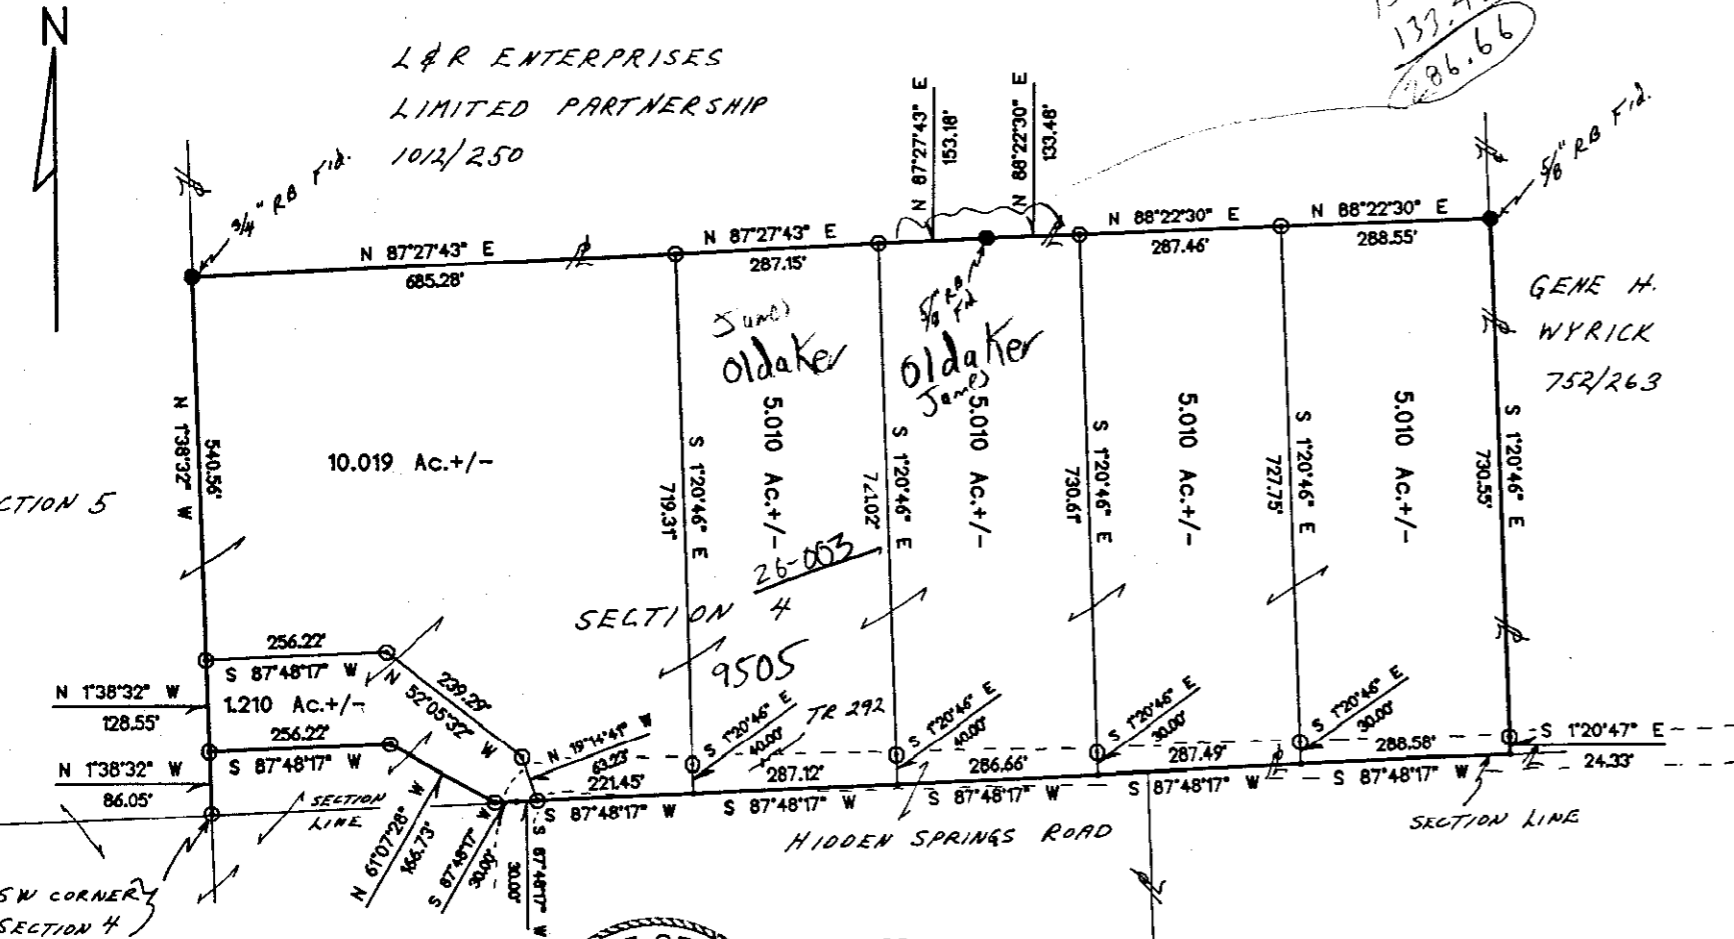 N
L & R ENTERPRISES
LIMITED PARTNERSHIP
1012/250
133.4
286.66
3/4" RB Fid.
N 87°27'43" E
685.28'
N 87°27'43" E
287.15'
N 87°27'43" E
153.18'
N 88°22'30" E
133.48'
5/8" RB Fid
N 88°22'30" E
287.46'
N 88°22'30" E
288.55'
5/8" RB Fid.
GENE H.
WYRICK
752/263
James
Oldaker
Oldaker
James
N 1°38'32" W
540.56'
10.019 Ac.+/-
S 1°20'46" E
719.31'
5.010 Ac.+/-
S 1°20'46" E
721.02'
5.010 Ac.+/-
S 1°20'46" E
730.61'
5.010 Ac.+/-
S 1°20'46" E
727.75'
5.010 Ac.+/-
S 1°20'46" E
730.55'
CTION 5
26-003
4
SECTION
9505
TR 292
256.22'
S 87°48'17" W
1.210 Ac.+/-
N 1°38'32" W
128.55'
256.22'
S 87°48'17" W
N 1°38'32" W
86.05'
239.29'
N 52°05'32" W
N 19°14'41" W
63.23'
S 1°20'46" E
40.00'
S 1°20'46" E
40.00'
S 1°20'46" E
30.00'
S 1°20'46" E
30.00'
S 1°20'47" E
24.33'
221.45'
S 87°48'17" W
287.12'
S 87°48'17" W
286.66'
S 87°48'17" W
287.49'
S 87°48'17" W
288.58'
S 87°48'17" W
SECTION
LINE
N 61°07'28" W
166.73'
S 87°48'17" W
30.00'
S 87°48'17" W
30.00'
HIDDEN SPRINGS ROAD
SECTION LINE
SW CORNER
SECTION 4